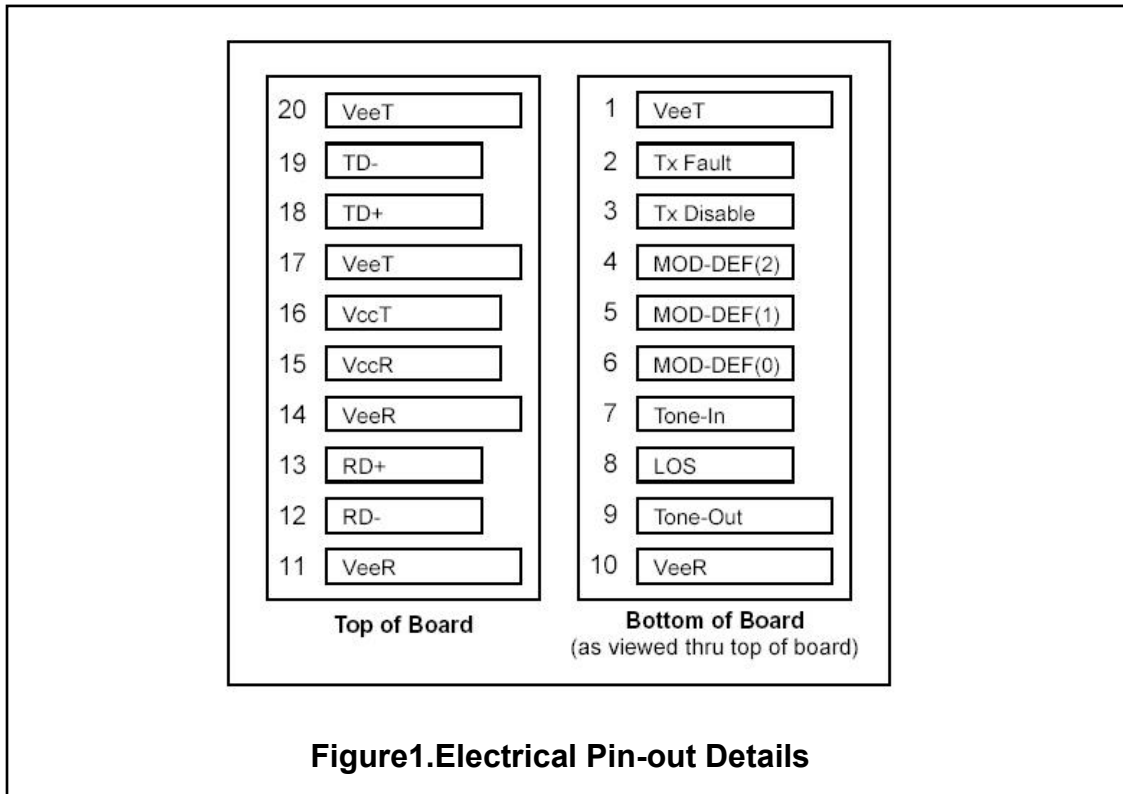 20 VeeT
19 TD-
18 TD+
17 VeeT
16 VccT
15 VccR
14 VeeR
13 RD+
12 RD-
11 VeeR
Top of Board
1 VeeT
2 Tx Fault
3 Tx Disable
4 MOD-DEF(2)
5 MOD-DEF(1)
6 MOD-DEF(0)
7 Tone-In
8 LOS
9 Tone-Out
10 VeeR
Bottom of Board
(as viewed thru top of board)
Figure1.Electrical Pin-out Details